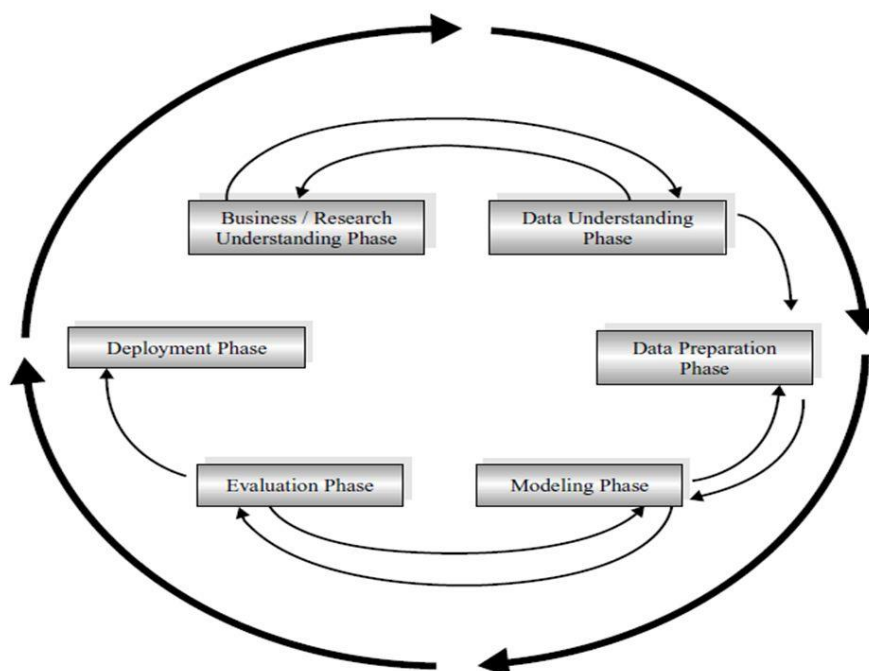 Business / Research
Understanding Phase
Data Understanding
Phase
Deployment Phase
Data Preparation
Phase
Evaluation Phase
Modeling Phase